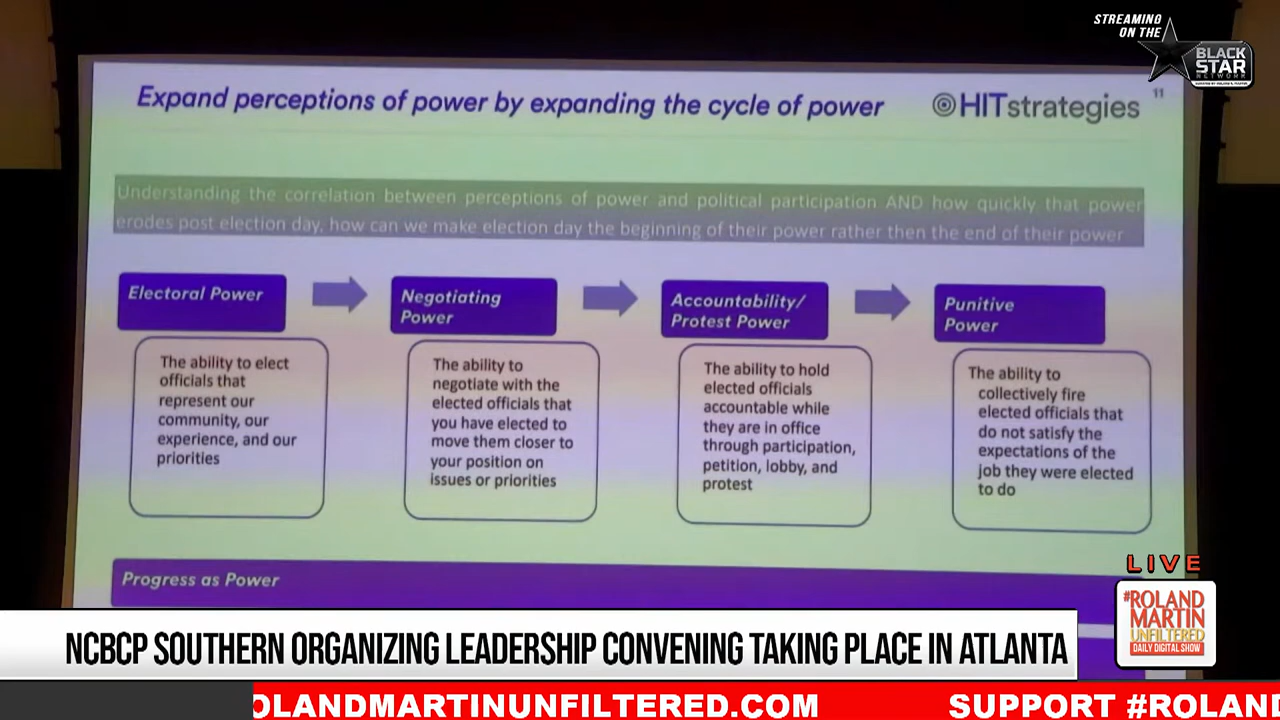 STREAMING
ON THE
BLACK
STAR
NETWORK
Expand perceptions of power by expanding the cycle of power
HITstrategies
11
Understanding the correlation between perceptions of power and political participation AND how quickly that power
erodes post election day, how can we make election day the beginning of their power rather then the end of their power
Electoral Power
The ability to elect
officials that
represent our
community, our
experience, and our
priorities
Negotiating
Power
The ability to
negotiate with the
elected officials that
you have elected to
move them closer to
your position on
issues or priorities
Accountability/
Protest Power
The ability to hold
elected officials
accountable while
they are in office
through participation,
petition, lobby, and
protest
Punitive
Power
The ability to
collectively fire
elected officials that
do not satisfy the
expectations of the
job they were elected
to do
Progress as Power
LIVE
#ROLAND
MARTIN
UNFILTERED
DAILY DIGITAL SHOW
NCBCP SOUTHERN ORGANIZING LEADERSHIP CONVENING TAKING PLACE IN ATLANTA
OLANDMARTINUNFILTERED.COM SUPPORT #ROLAND